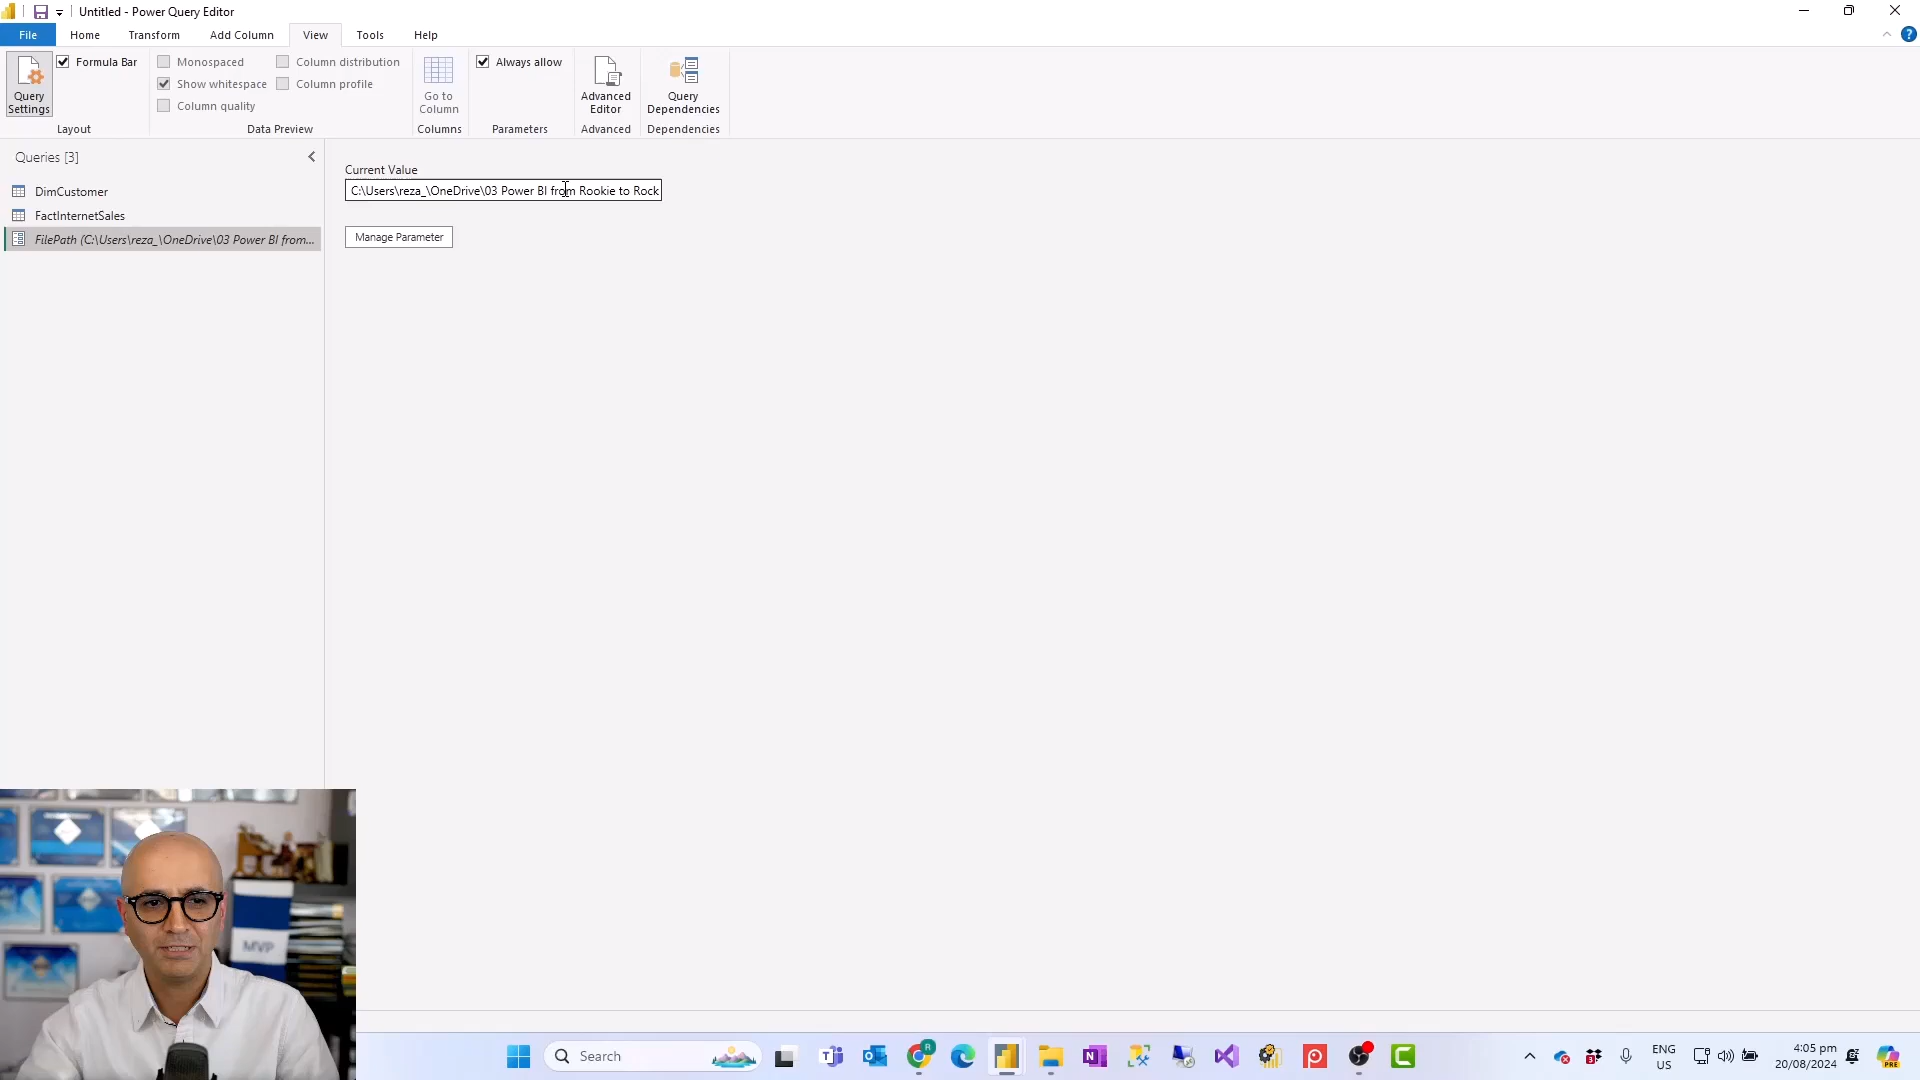 Untitled - Power Query Editor
File Home Transform Add Column View Tools Help
Query Settings
Formula Bar
Layout
Monospaced
Show whitespace
Column quality
Column distribution
Column profile
Data Preview
Go to Column
Columns
Always allow
Parameters
Advanced Editor
Advanced
Query Dependencies
Dependencies
Queries [3]
DimCustomer
FactInternetSales
FilePath (C:\Users\reza_\OneDrive\03 Power BI from...
Current Value
C:\Users\reza_\OneDrive\03 Power BI from Rookie to Rock
Manage Parameter
MVP
Search
ENG
US
4:05 pm
20/08/2024
PRE